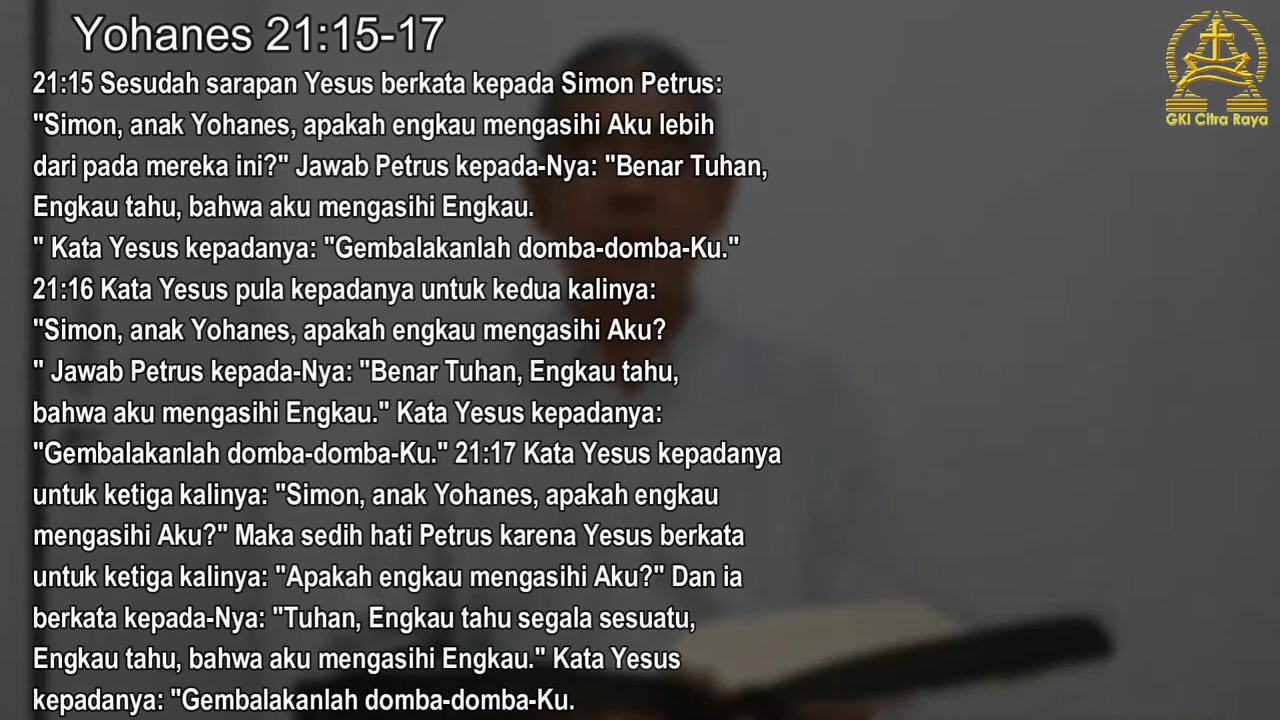 Yohanes 21:15-17
21:15 Sesudah sarapan Yesus berkata kepada Simon Petrus:
"Simon, anak Yohanes, apakah engkau mengasihi Aku lebih
dari pada mereka ini?" Jawab Petrus kepada-Nya: "Benar Tuhan,
Engkau tahu, bahwa aku mengasihi Engkau.
" Kata Yesus kepadanya: "Gembalakanlah domba-domba-Ku."
21:16 Kata Yesus pula kepadanya untuk kedua kalinya:
"Simon, anak Yohanes, apakah engkau mengasihi Aku?
" Jawab Petrus kepada-Nya: "Benar Tuhan, Engkau tahu,
bahwa aku mengasihi Engkau." Kata Yesus kepadanya:
"Gembalakanlah domba-domba-Ku." 21:17 Kata Yesus kepadanya
untuk ketiga kalinya: "Simon, anak Yohanes, apakah engkau
mengasihi Aku?" Maka sedih hati Petrus karena Yesus berkata
untuk ketiga kalinya: "Apakah engkau mengasihi Aku?" Dan ia
berkata kepada-Nya: "Tuhan, Engkau tahu segala sesuatu,
Engkau tahu, bahwa aku mengasihi Engkau." Kata Yesus
kepadanya: "Gembalakanlah domba-domba-Ku.
GKI Citra Raya